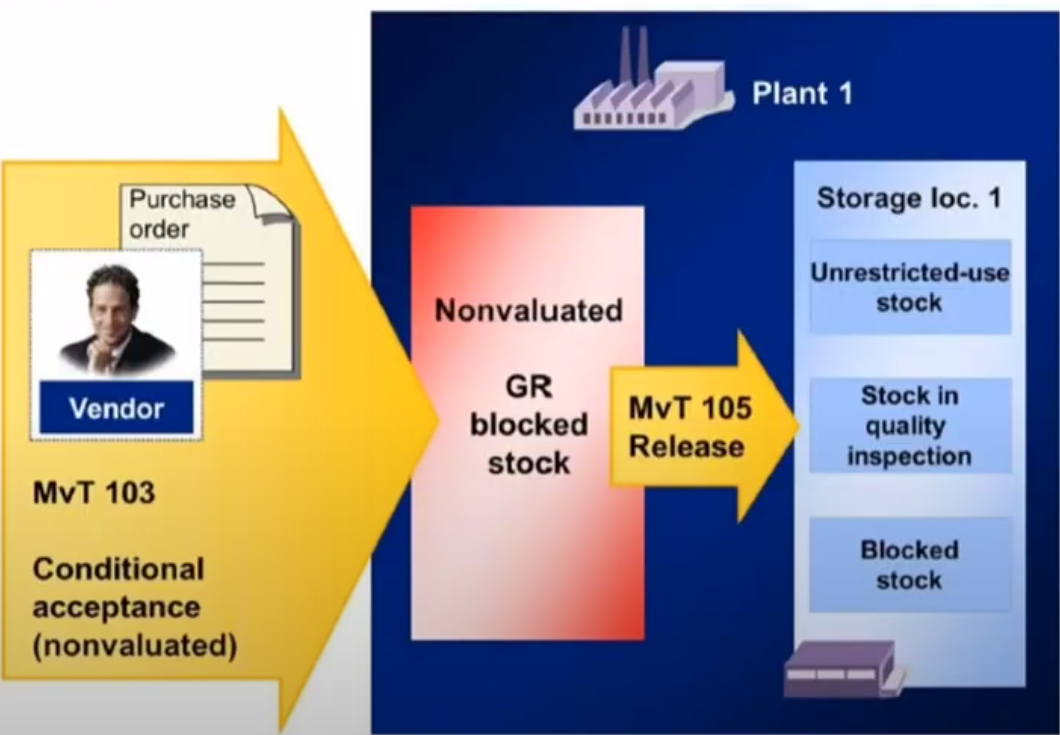 Plant 1
Purchase
order
Vendor
MvT 103
Conditional
acceptance
(nonvaluated)
Nonvaluated
GR
blocked
stock
MvT 105
Release
Storage loc. 1
Unrestricted-use
stock
Stock in
quality
inspection
Blocked
stock